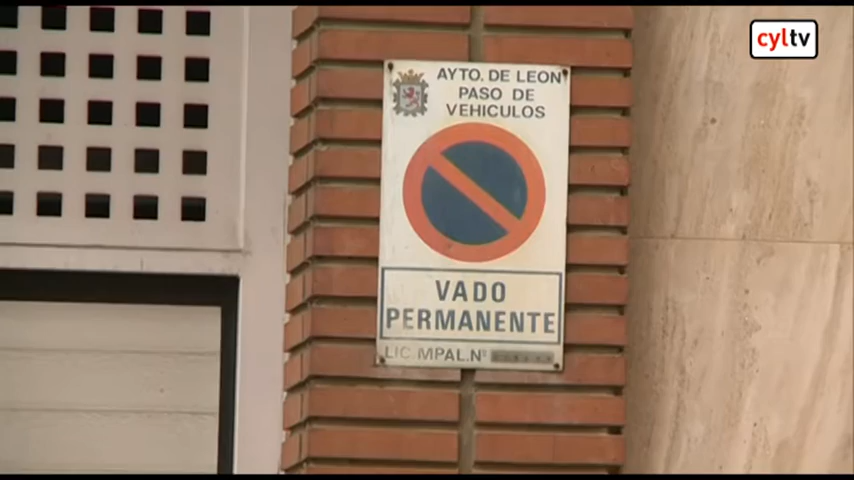 cyltv
AYTO. DE LEON
PASO DE
VEHICULOS
VADO
PERMANENTE
LIC. MPAL. Nº